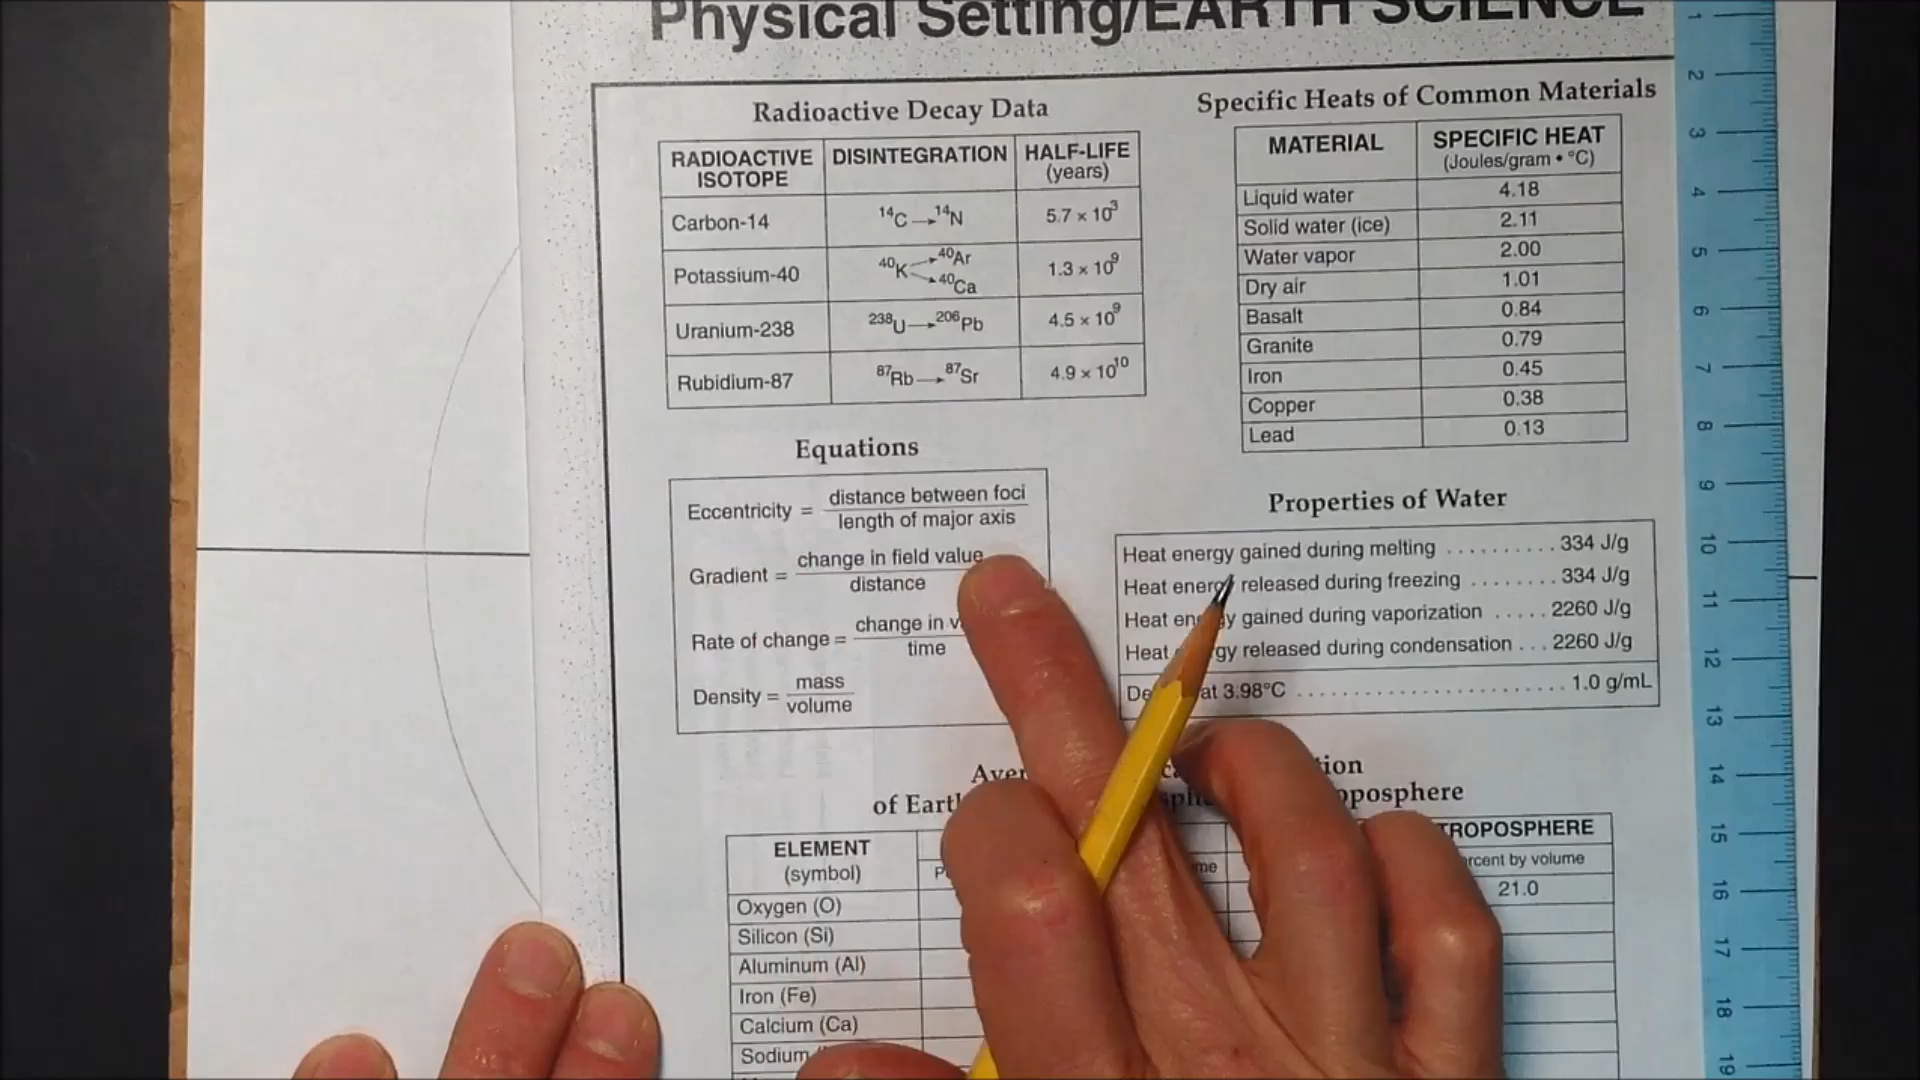 Physical Setting/EARTH SCIENCE
Radioactive Decay Data
RADIOACTIVE ISOTOPE DISINTEGRATION HALF-LIFE (years)
Carbon-14 ¹⁴C → ¹⁴N 5.7 × 10³
Potassium-40 ⁴⁰K → ⁴⁰Ar → ⁴⁰Ca 1.3 × 10⁹
Uranium-238 ²³⁸U → ²⁰⁶Pb 4.5 × 10⁹
Rubidium-87 ⁸⁷Rb → ⁸⁷Sr 4.9 × 10¹⁰
Specific Heats of Common Materials
MATERIAL SPECIFIC HEAT
(Joules/gram • °C)
Liquid water 4.18
Solid water (ice) 2.11
Water vapor 2.00
Dry air 1.01
Basalt 0.84
Granite 0.79
Iron 0.45
Copper 0.38
Lead 0.13
Equations
Eccentricity = distance between foci / length of major axis
Gradient = change in field value / distance
Rate of change = change in / time
Density = mass / volume
Properties of Water
Heat energy gained during melting .......... 334 J/g
Heat energy released during freezing ........ 334 J/g
Heat gained during vaporization ..... 2260 J/g
Heat released during condensation ... 2260 J/g
at 3.98°C ........................ 1.0 g/mL
of
ELEMENT
(symbol)
TROPOSPHERE
by volume
Oxygen (O) 21.0
Silicon (Si)
Aluminum (Al)
Iron (Fe)
Calcium (Ca)
Sodium
1
2
3
4
5
6
7
8
9
10
11
12
13
14
15
16
17
18
19